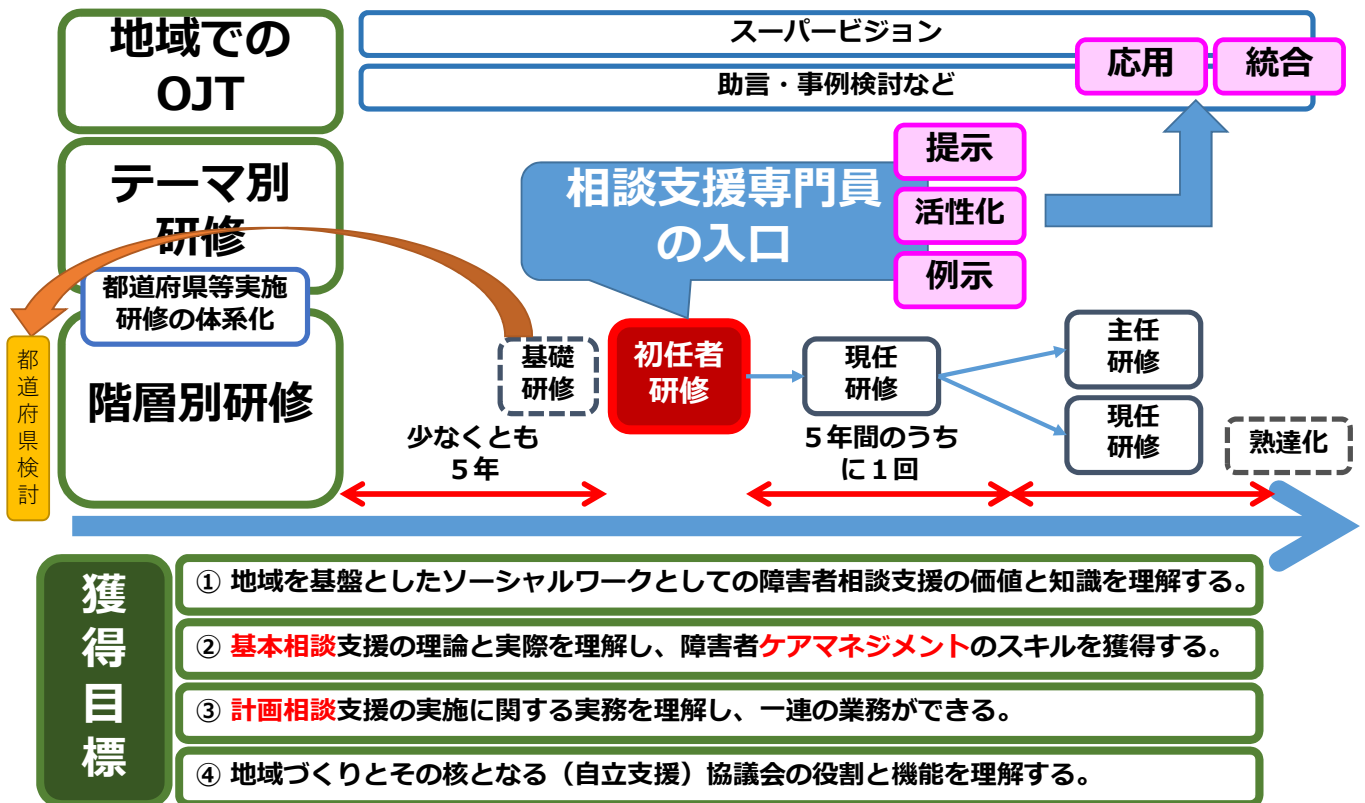 地域での
OJT
スーパービジョン
助言・事例検討など
応用
統合
テーマ別
研修
相談支援専門員
の入口
提示
活性化
例示
都道府県等実施
研修の体系化
都道府県検討
階層別研修
基礎
研修
初任者
研修
現任
研修
主任
研修
現任
研修
熟達化
少なくとも
５年
５年間のうち
に１回
獲得目標
① 地域を基盤としたソーシャルワークとしての障害者相談支援の価値と知識を理解する。
② 基本相談支援の理論と実際を理解し、障害者ケアマネジメントのスキルを獲得する。
③ 計画相談支援の実施に関する実務を理解し、一連の業務ができる。
④ 地域づくりとその核となる（自立支援）協議会の役割と機能を理解する。